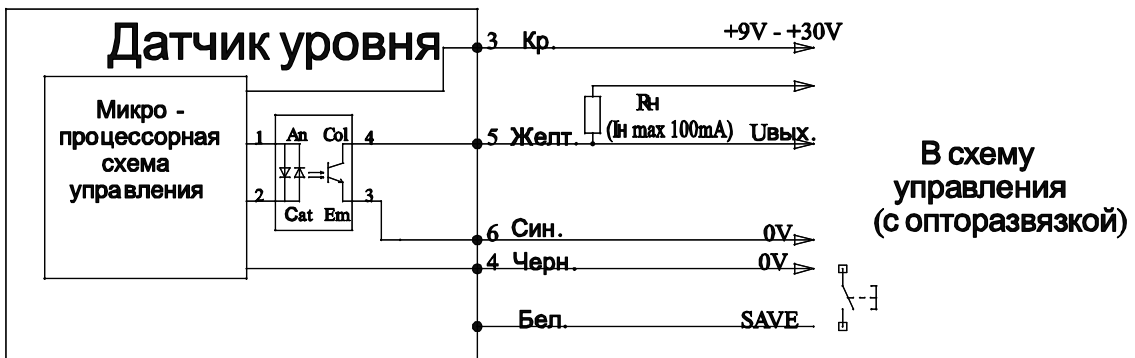 Датчик уровня
3 Кр. +9V - +30V
Микро -
процессорная
схема
управления
1 An Col 4
2 Cat Em 3
Rн
(Iн max 100mA)
5 Желт. Uвых.
6 Син. 0V
4 Черн. 0V
Бел. SAVE
В схему
управления
(с опторазвязкой)